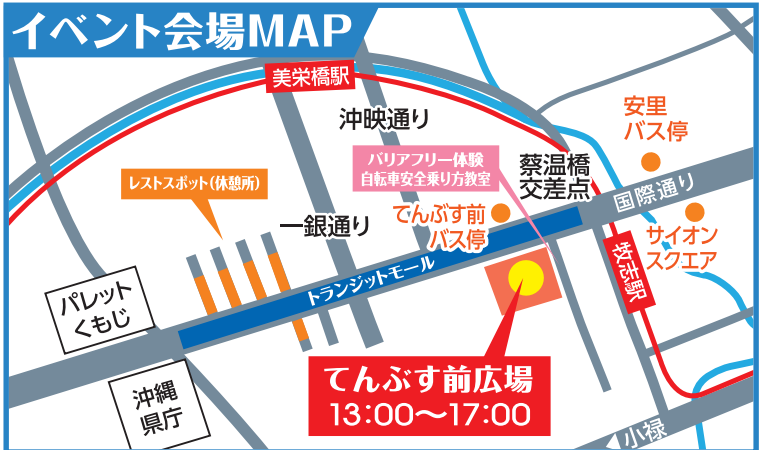 イベント会場MAP
美栄橋駅
沖映通り
安里
バス停
バリアフリー体験
自転車安全乗り方教室
蔡温橋
交差点
レストスポット(休憩所)
国際通り
一銀通り
てんぶす前
バス停
サイオン
スクエア
トランジットモール
牧志駅
パレット
くもじ
てんぶす前広場
13:00〜17:00
沖縄
県庁
小禄